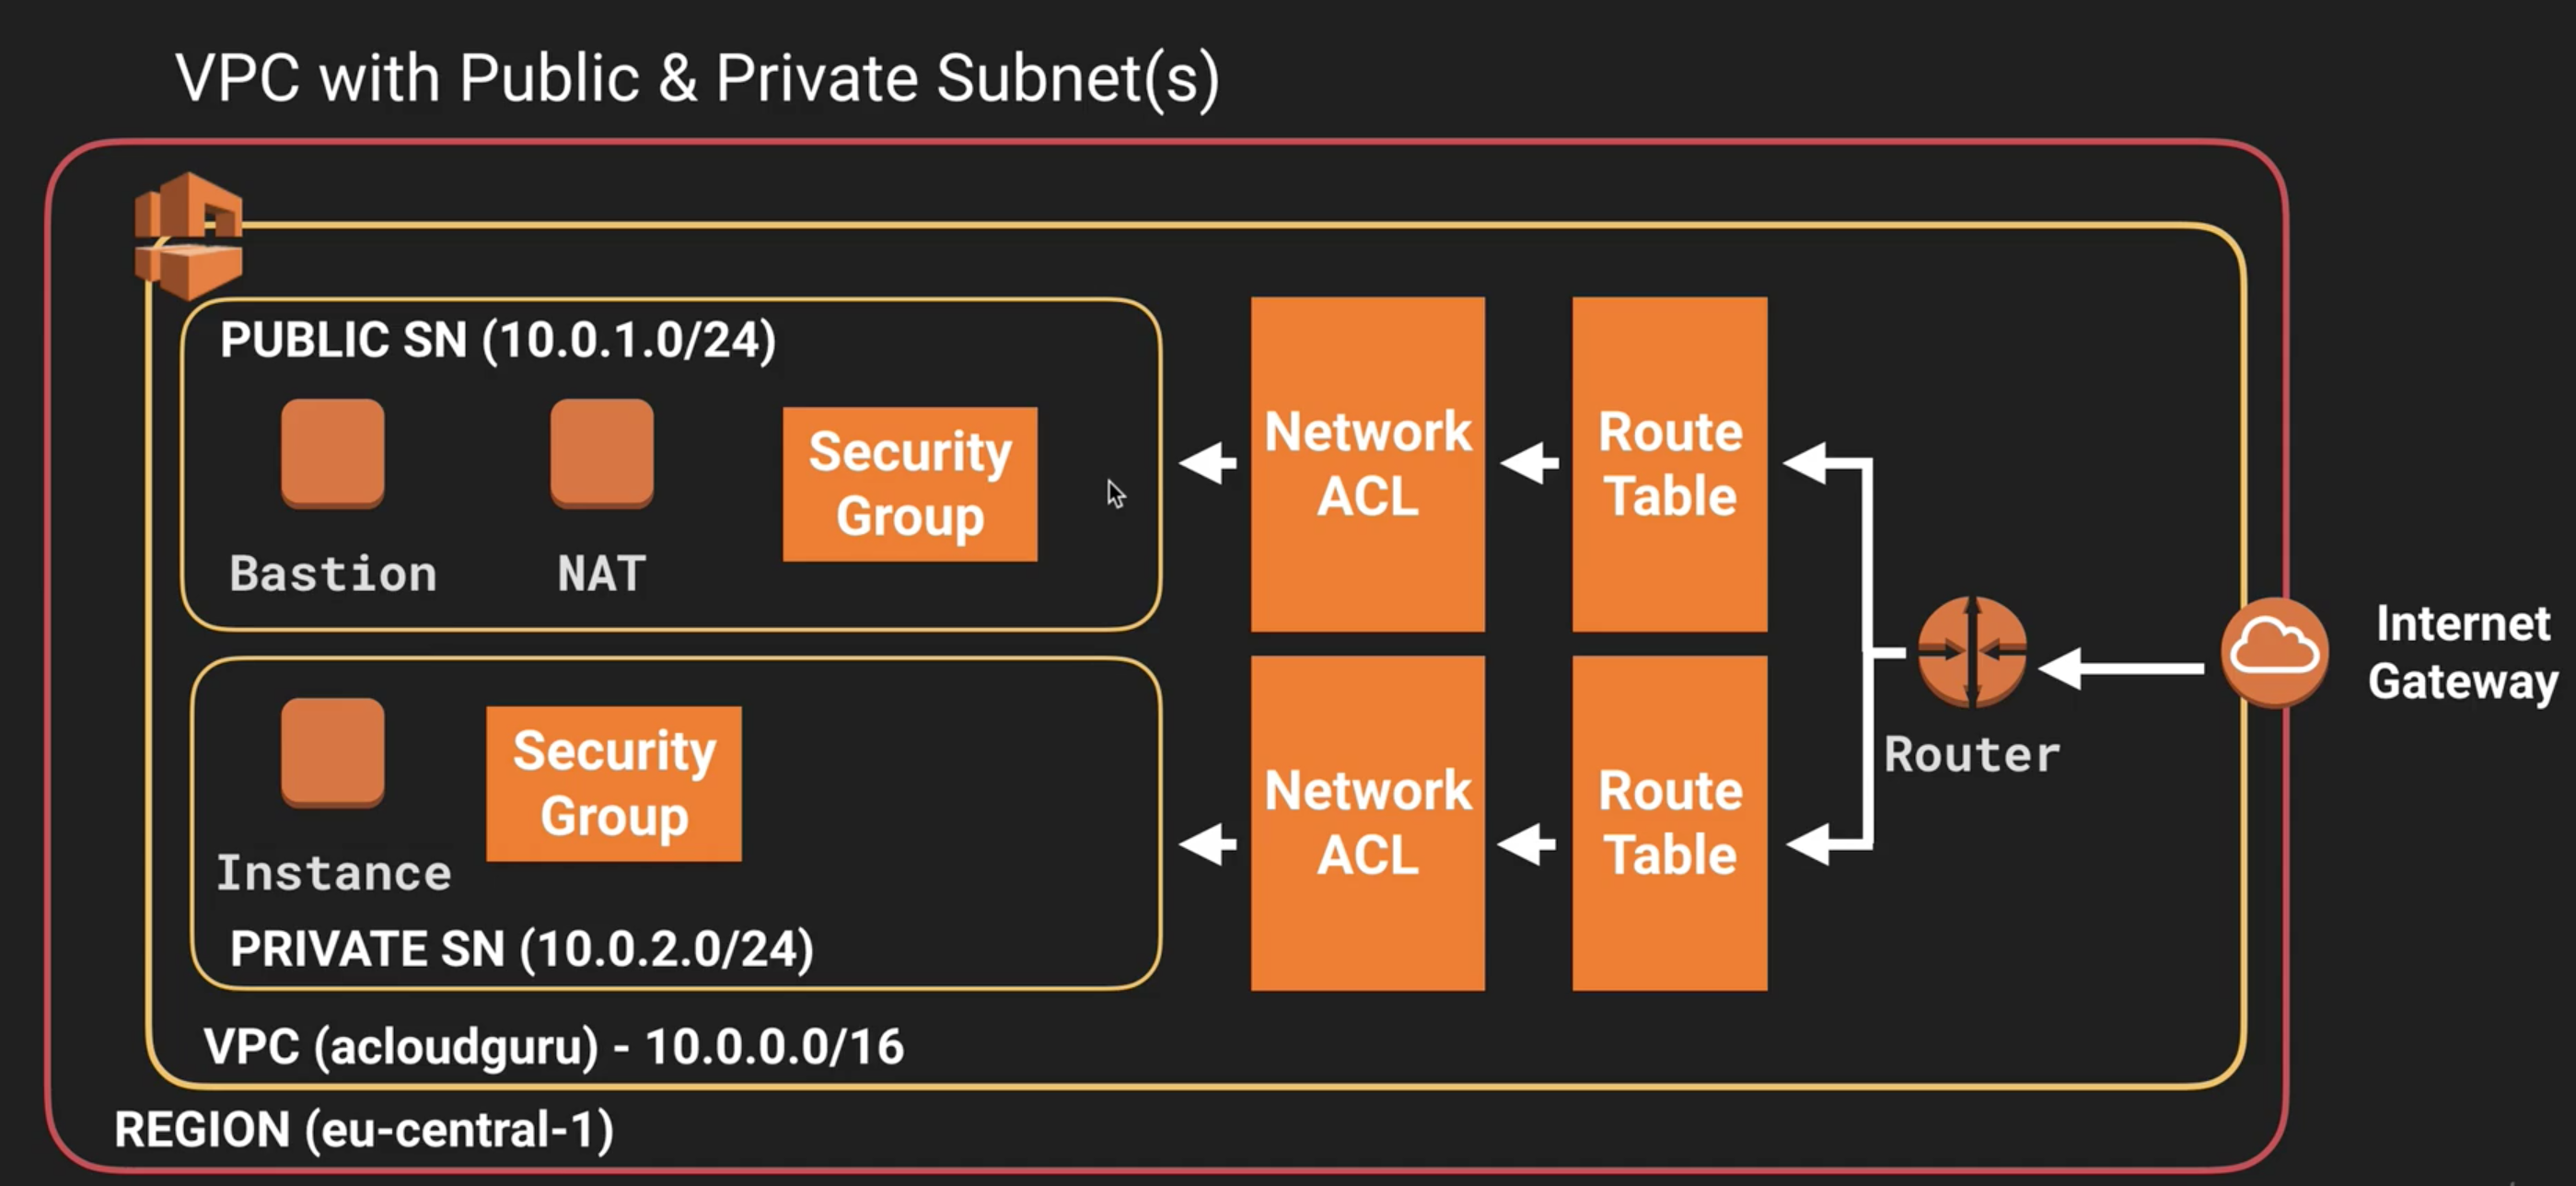 VPC with Public & Private Subnet(s)
PUBLIC SN (10.0.1.0/24)
Bastion
NAT
Security
Group
Network
ACL
Route
Table
Instance
Security
Group
PRIVATE SN (10.0.2.0/24)
Network
ACL
Route
Table
Router
Internet
Gateway
VPC (acloudguru) - 10.0.0.0/16
REGION (eu-central-1)